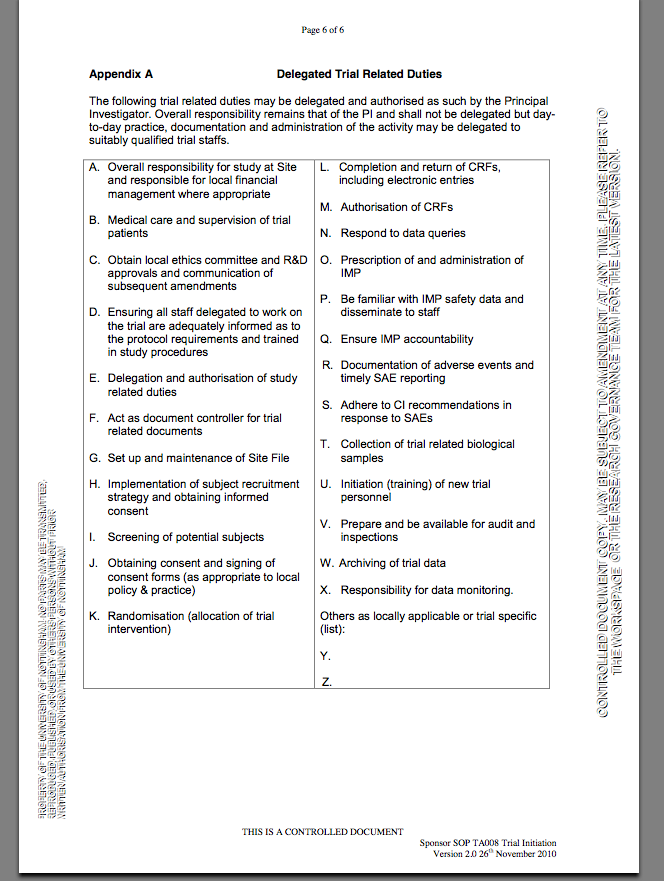 Page 6 of 6
Appendix A Delegated Trial Related Duties
The following trial related duties may be delegated and authorised as such by the Principal
Investigator. Overall responsibility remains that of the PI and shall not be delegated but day-
to-day practice, documentation and administration of the activity may be delegated to
suitably qualified trial staffs.
A. Overall responsibility for study at Site
and responsible for local financial
management where appropriate
B. Medical care and supervision of trial
patients
C. Obtain local ethics committee and R&D
approvals and communication of
subsequent amendments
D. Ensuring all staff delegated to work on
the trial are adequately informed as to
the protocol requirements and trained
in study procedures
E. Delegation and authorisation of study
related duties
F. Act as document controller for trial
related documents
G. Set up and maintenance of Site File
H. Implementation of subject recruitment
strategy and obtaining informed
consent
I. Screening of potential subjects
J. Obtaining consent and signing of
consent forms (as appropriate to local
policy & practice)
K. Randomisation (allocation of trial
intervention)
L. Completion and return of CRFs,
including electronic entries
M. Authorisation of CRFs
N. Respond to data queries
O. Prescription of and administration of
IMP
P. Be familiar with IMP safety data and
disseminate to staff
Q. Ensure IMP accountability
R. Documentation of adverse events and
timely SAE reporting
S. Adhere to CI recommendations in
response to SAEs
T. Collection of trial related biological
samples
U. Initiation (training) of new trial
personnel
V. Prepare and be available for audit and
inspections
W. Archiving of trial data
X. Responsibility for data monitoring.
Others as locally applicable or trial specific
(list):
Y.
Z.
PROPERTY OF THE UNIVERSITY OF NOTTINGHAM. NO PARTS MAY BE TRANSMITTED,
REPRODUCED, PUBLISHED, OR USED BY OTHERS PERSONS WITHOUT PRIOR
WRITTEN AUTHORISATION FROM THE UNIVERSITY OF NOTTINGHAM
CONTROLLED DOCUMENT COPY. MAY BE SUBJECT TO AMENDMENT AT ANY TIME. PLEASE REFER TO
THE WORKSPACE OR THE RESEARCH GOVERNANCE TEAM FOR THE LATEST VERSION.
THIS IS A CONTROLLED DOCUMENT
Sponsor SOP TA008 Trial Initiation
Version 2.0 26th November 2010